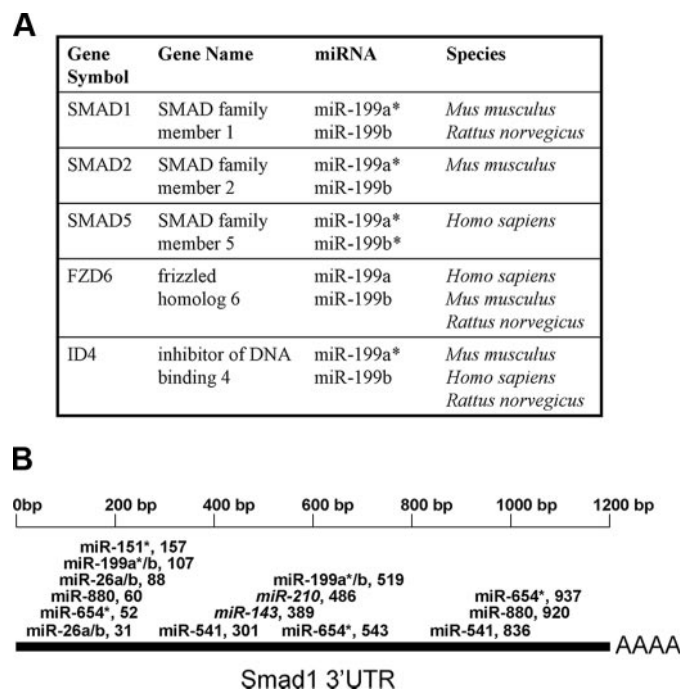 A
Gene Gene Name miRNA Species
Symbol
SMAD1 SMAD family miR-199a* Mus musculus
member 1 miR-199b Rattus norvegicus
SMAD2 SMAD family miR-199a* Mus musculus
member 2 miR-199b
SMAD5 SMAD family miR-199a* Homo sapiens
member 5 miR-199b*
FZD6 frizzled miR-199a Homo sapiens
homolog 6 miR-199b Mus musculus
Rattus norvegicus
ID4 inhibitor of DNA miR-199a* Mus musculus
binding 4 miR-199b Homo sapiens
Rattus norvegicus
B
0bp 200 bp 400 bp 600 bp 800 bp 1000 bp 1200 bp
miR-151*, 157
miR-199a*/b, 107
miR-26a/b, 88 miR-199a*/b, 519
miR-880, 60 miR-210, 486 miR-654*, 937
miR-654*, 52 miR-143, 389 miR-880, 920
miR-26a/b, 31 miR-541, 301 miR-654*, 543 miR-541, 836
AAAA
Smad1 3'UTR